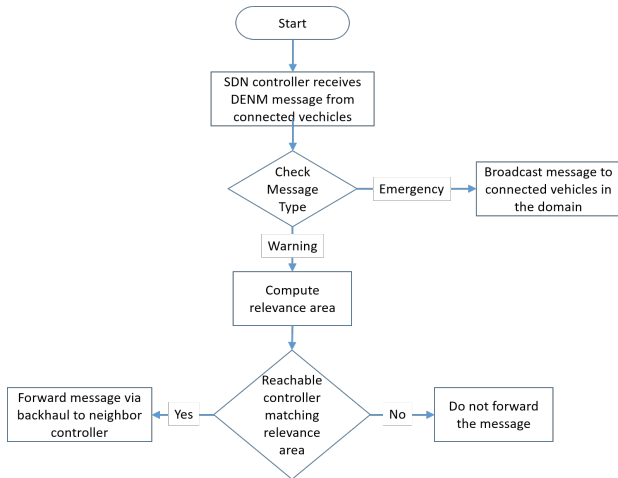 Start
SDN controller receives
DENM message from
connected vechicles
Check
Message
Type
Emergency
Broadcast message to
connected vehicles in
the domain
Warning
Compute
relevance area
Reachable
controller
matching
relevance
area
Yes
Forward message via
backhaul to neighbor
controller
No
Do not forward
the message